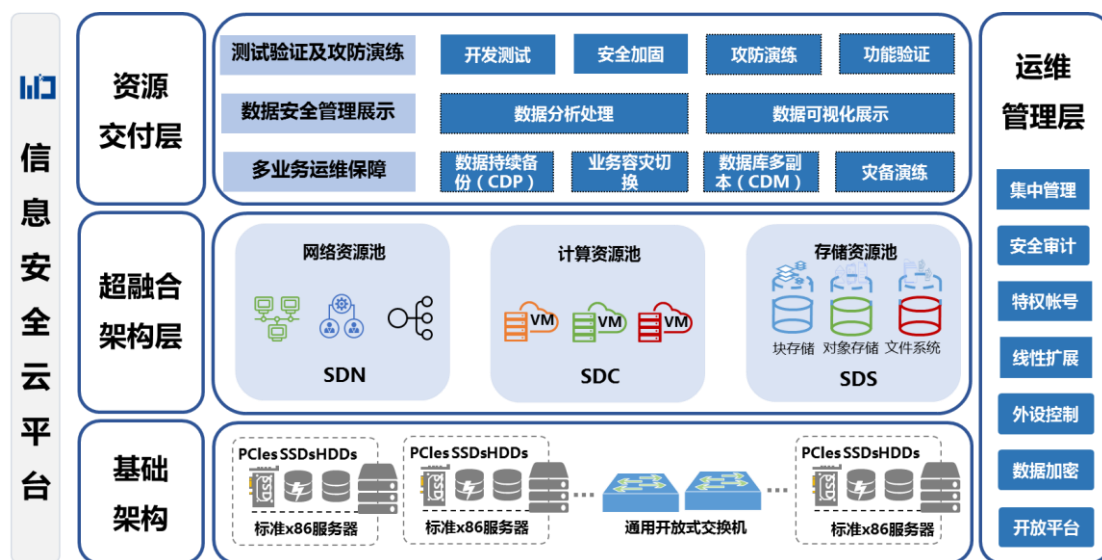 信息安全云平台
资源
交付层
测试验证及攻防演练
开发测试
安全加固
攻防演练
功能验证
数据安全管理展示
数据分析处理
数据可视化展示
多业务运维保障
数据持续备
份（CDP）
业务容灾切
换
数据库多副
本（CDM）
灾备演练
超融合
架构层
网络资源池
SDN
计算资源池
VM
VM
VM
SDC
存储资源池
块存储
对象存储
文件系统
SDS
基础
架构
PCIes SSDsHDDs
标准x86服务器
PCIes SSDsHDDs
标准x86服务器
...
通用开放式交换机
...
PCIes SSDsHDDs
标准x86服务器
运维
管理层
集中管理
安全审计
特权帐号
线性扩展
外设控制
数据加密
开放平台